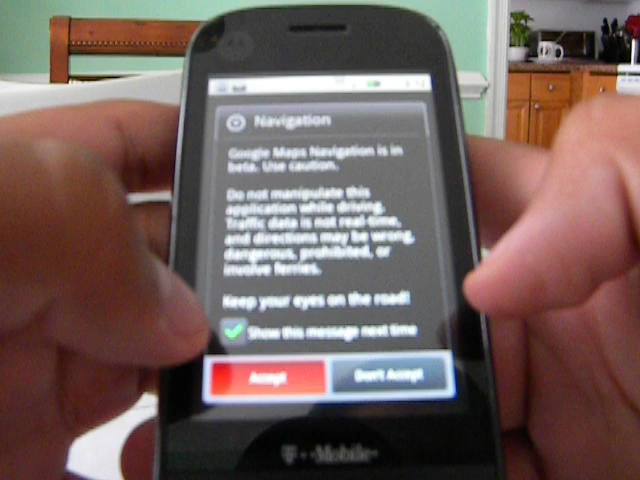 Navigation
Google Maps Navigation is in
beta. Use caution.
Do not manipulate this
application while driving.
Traffic data is not real-time,
and directions may be wrong,
dangerous, prohibited, or
involve ferries.
Keep your eyes on the road!
Show this message next time
Accept
Don't Accept
T··Mobile·